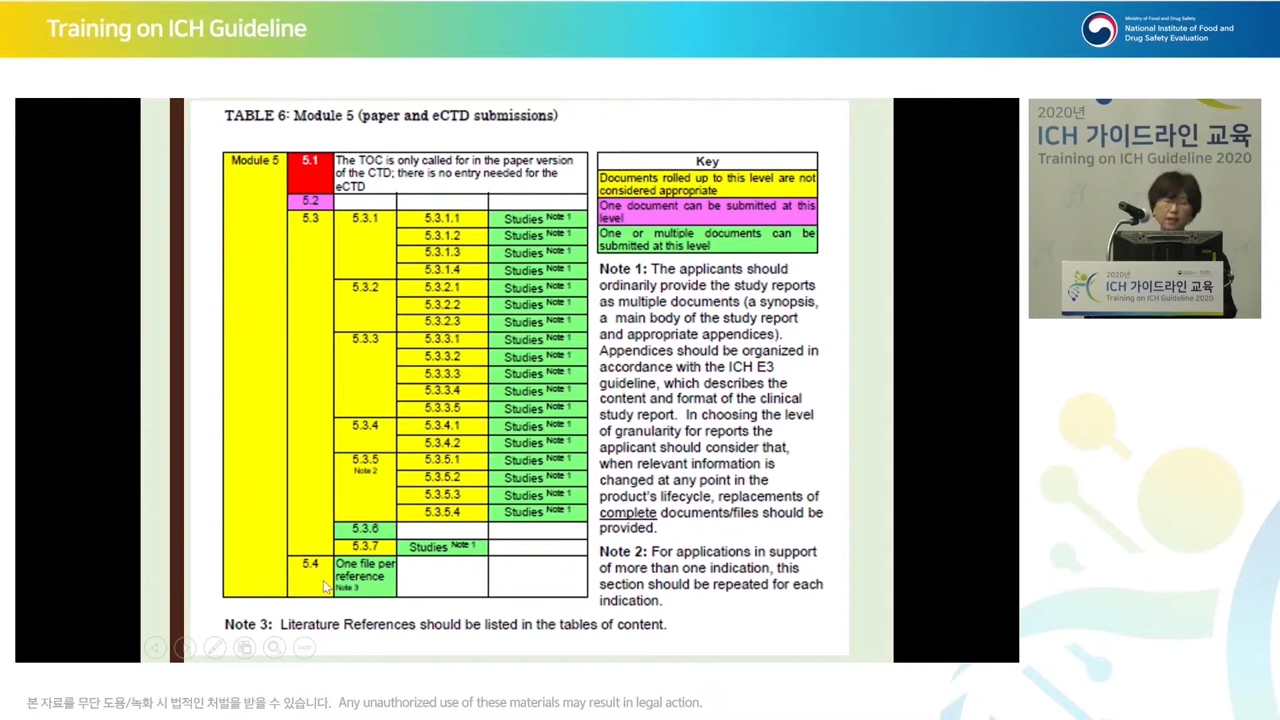 Training on ICH Guideline
Ministry of Food and Drug Safety
National Institute of Food and
Drug Safety Evaluation
TABLE 6: Module 5 (paper and eCTD submissions)
Module 5
5.1
The TOC is only called for in the paper version
of the CTD; there is no entry needed for the
eCTD
5.2
5.3
5.3.1
5.3.1.1
Studies Note 1
5.3.1.2
Studies Note 1
5.3.1.3
Studies Note 1
5.3.1.4
Studies Note 1
5.3.2
5.3.2.1
Studies Note 1
5.3.2.2
Studies Note 1
5.3.2.3
Studies Note 1
5.3.3
5.3.3.1
Studies Note 1
5.3.3.2
Studies Note 1
5.3.3.3
Studies Note 1
5.3.3.4
Studies Note 1
5.3.3.5
Studies Note 1
5.3.4
5.3.4.1
Studies Note 1
5.3.4.2
Studies Note 1
5.3.5
Note 2
5.3.5.1
Studies Note 1
5.3.5.2
Studies Note 1
5.3.5.3
Studies Note 1
5.3.5.4
Studies Note 1
5.3.6
5.3.7
Studies Note 1
5.4
One file per
reference
Note 3
Key
Documents rolled up to this level are not
considered appropriate
One document can be submitted at this
level
One or multiple documents can be
submitted at this level
Note 1: The applicants should
ordinarily provide the study reports
as multiple documents (a synopsis,
a main body of the study report
and appropriate appendices).
Appendices should be organized in
accordance with the ICH E3
guideline, which describes the
content and format of the clinical
study report. In choosing the level
of granularity for reports the
applicant should consider that,
when relevant information is
changed at any point in the
product's lifecycle, replacements of
complete documents/files should be
provided.
Note 2: For applications in support
of more than one indication, this
section should be repeated for each
indication.
Note 3: Literature References should be listed in the tables of content.
2020년
ICH 가이드라인 교육
Training on ICH Guideline 2020
2020년
ICH 가이드라인 교육
Training on ICH Guideline 2020
본 자료를 무단 도용/녹화 시 법적인 처벌을 받을 수 있습니다. Any unauthorized use of these materials may result in legal action.